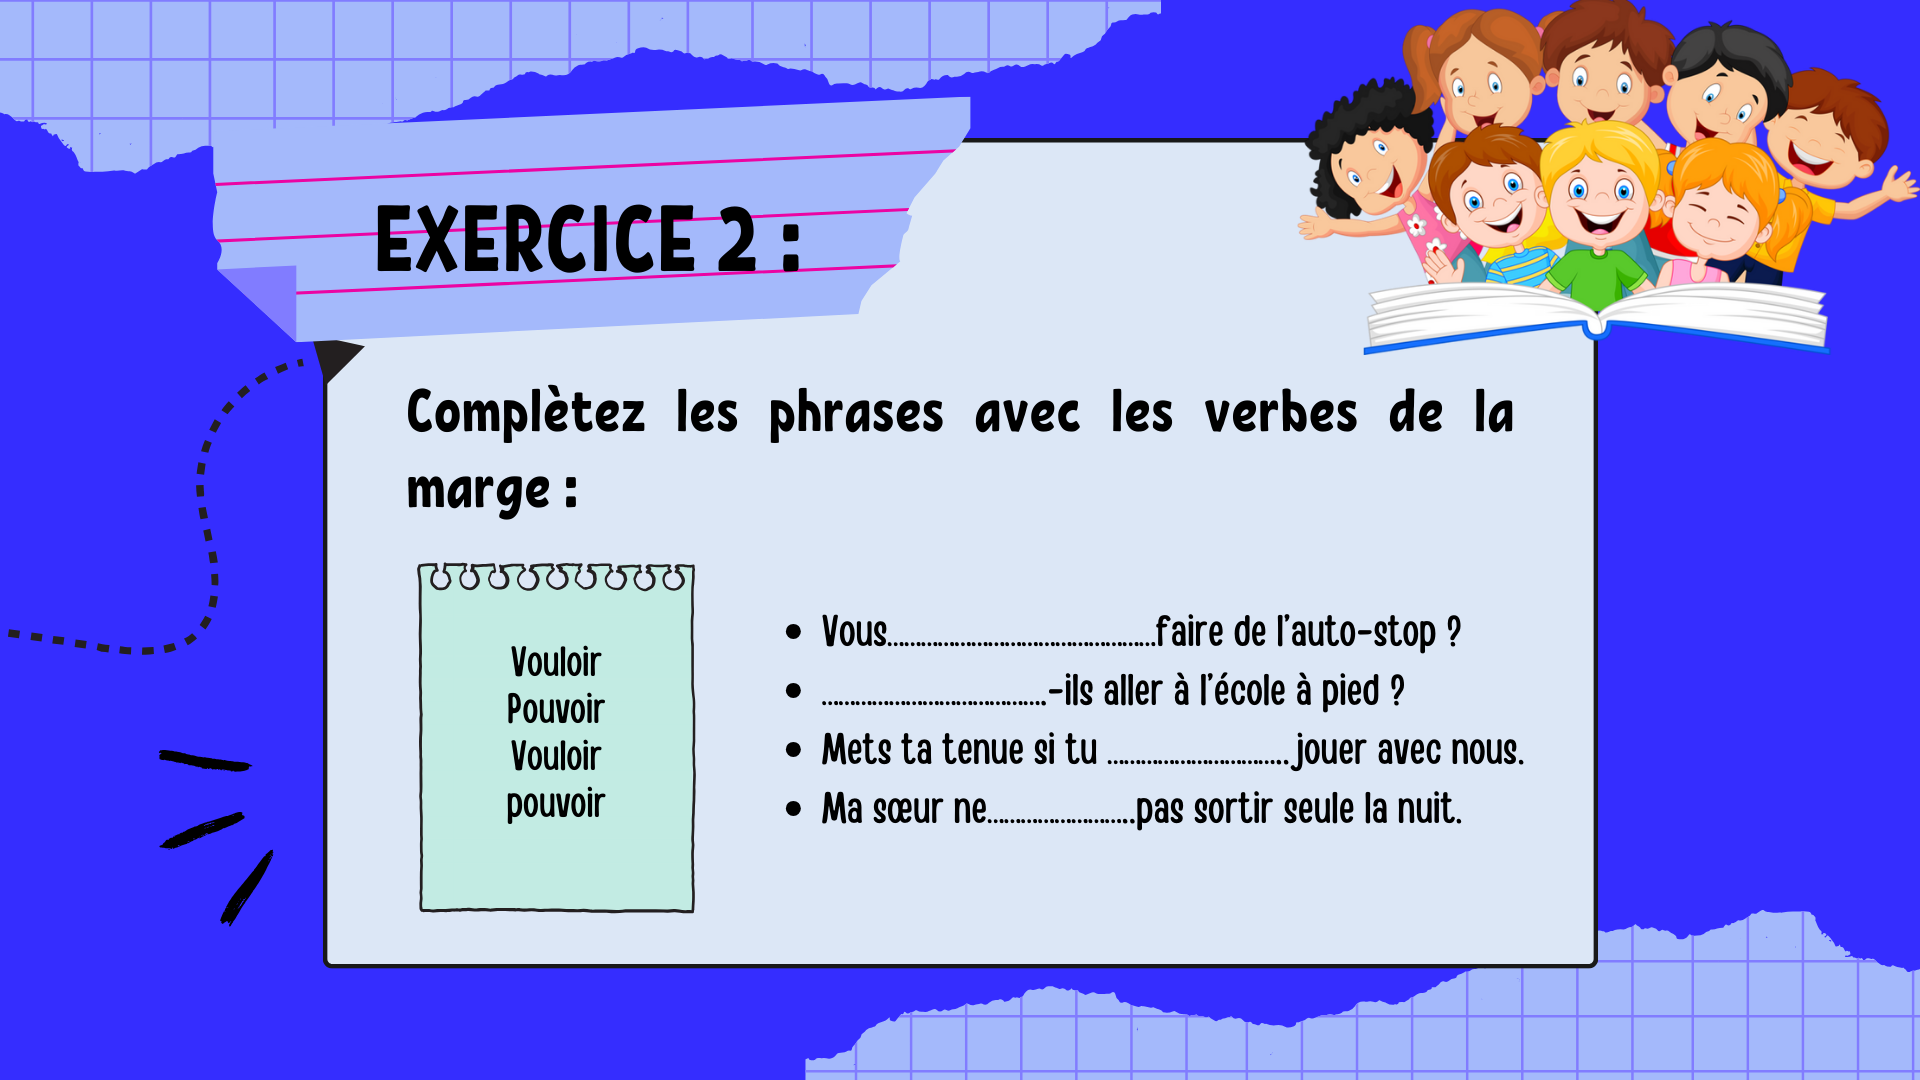 EXERCICE 2 :
Complètez les phrases avec les verbes de la
marge :
Vouloir
Pouvoir
Vouloir
pouvoir
• Vous..............................................faire de l'auto-stop ?
• .......................................-ils aller à l'école à pied ?
• Mets ta tenue si tu ................................jouer avec nous.
• Ma sœur ne..........................pas sortir seule la nuit.